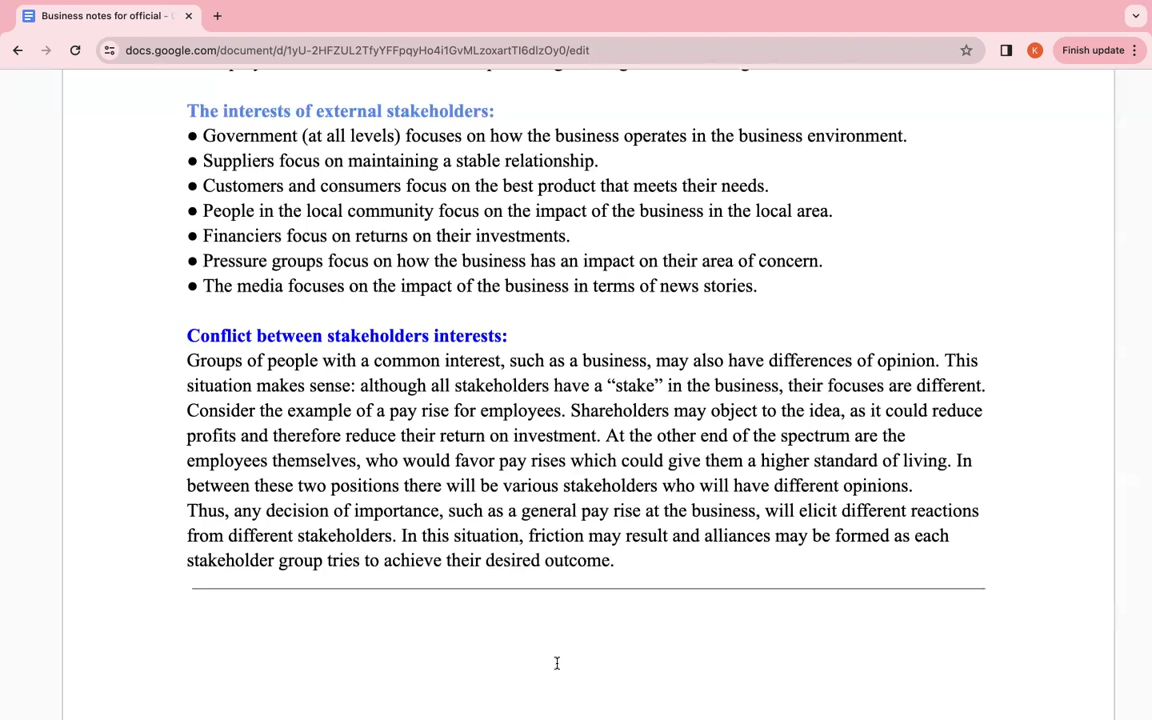 Business notes for official -
docs.google.com/document/d/1yU-2HFZUL2TfyYFFpqyHo4i1GvMLzoxartTI6dIzOy0/edit
K
Finish update
The interests of external stakeholders:
● Government (at all levels) focuses on how the business operates in the business environment.
● Suppliers focus on maintaining a stable relationship.
● Customers and consumers focus on the best product that meets their needs.
● People in the local community focus on the impact of the business in the local area.
● Financiers focus on returns on their investments.
● Pressure groups focus on how the business has an impact on their area of concern.
● The media focuses on the impact of the business in terms of news stories.
Conflict between stakeholders interests:
Groups of people with a common interest, such as a business, may also have differences of opinion. This
situation makes sense: although all stakeholders have a “stake” in the business, their focuses are different.
Consider the example of a pay rise for employees. Shareholders may object to the idea, as it could reduce
profits and therefore reduce their return on investment. At the other end of the spectrum are the
employees themselves, who would favor pay rises which could give them a higher standard of living. In
between these two positions there will be various stakeholders who will have different opinions.
Thus, any decision of importance, such as a general pay rise at the business, will elicit different reactions
from different stakeholders. In this situation, friction may result and alliances may be formed as each
stakeholder group tries to achieve their desired outcome.